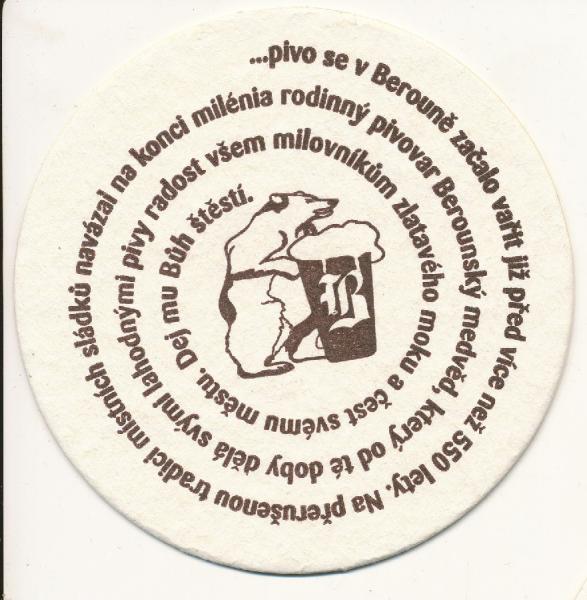 ...pivo se v Berouně začalo vařit již před více než 550 lety. Na přerušenou tradici místních sládků navázal na konci milénia rodinný pivovar Berounský medvěd, který od té doby dělá svými lahodnými pivy radost všem milovníkům zlatavého moku a čest svému městu. Dej mu Bůh štěstí.
B